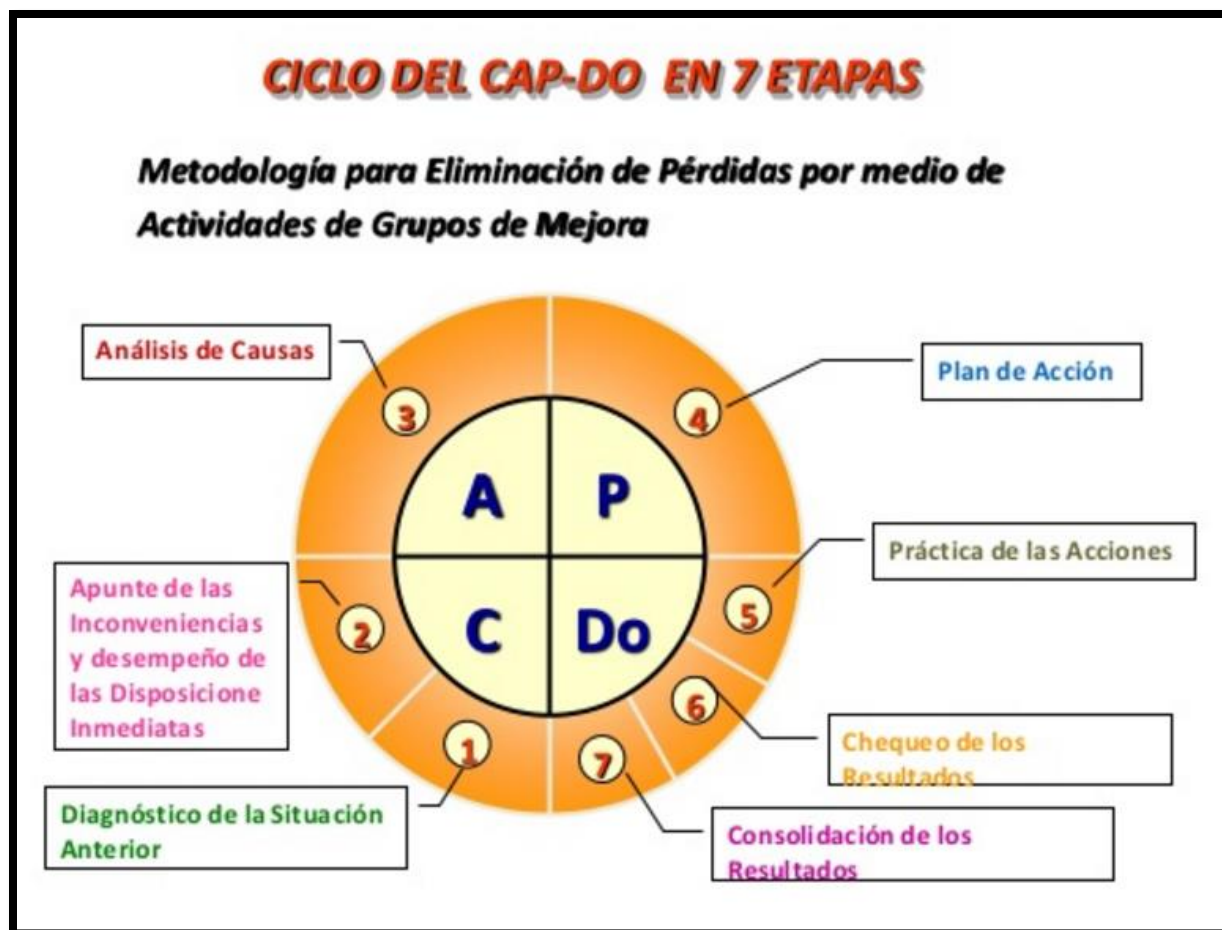 CICLO DEL CAP-DO EN 7 ETAPAS
Metodología para Eliminación de Pérdidas por medio de
Actividades de Grupos de Mejora
Análisis de Causas
3
4
Plan de Acción
A
P
Práctica de las Acciones
Apunte de las
Inconveniencias
y desempeño de
las Disposicione
Inmediatas
2
C
Do
5
6
Chequeo de los
Resultados
1
7
Diagnóstico de la Situación
Anterior
Consolidación de los
Resultados